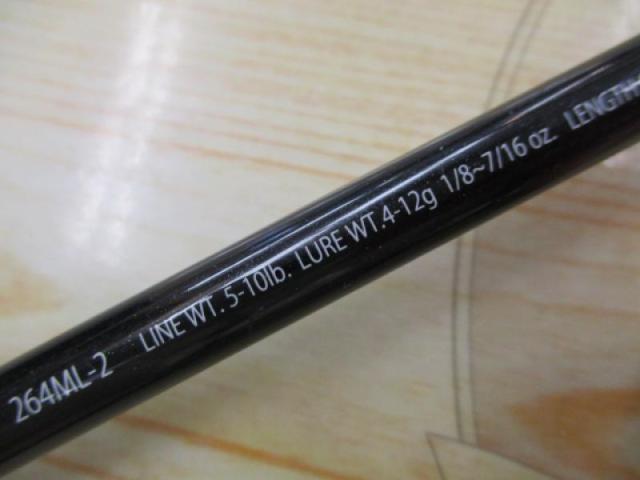 264ML-2 LINE WT. 5-10lb. LURE WT.4-12g 1/8~7/16 oz LENGTH